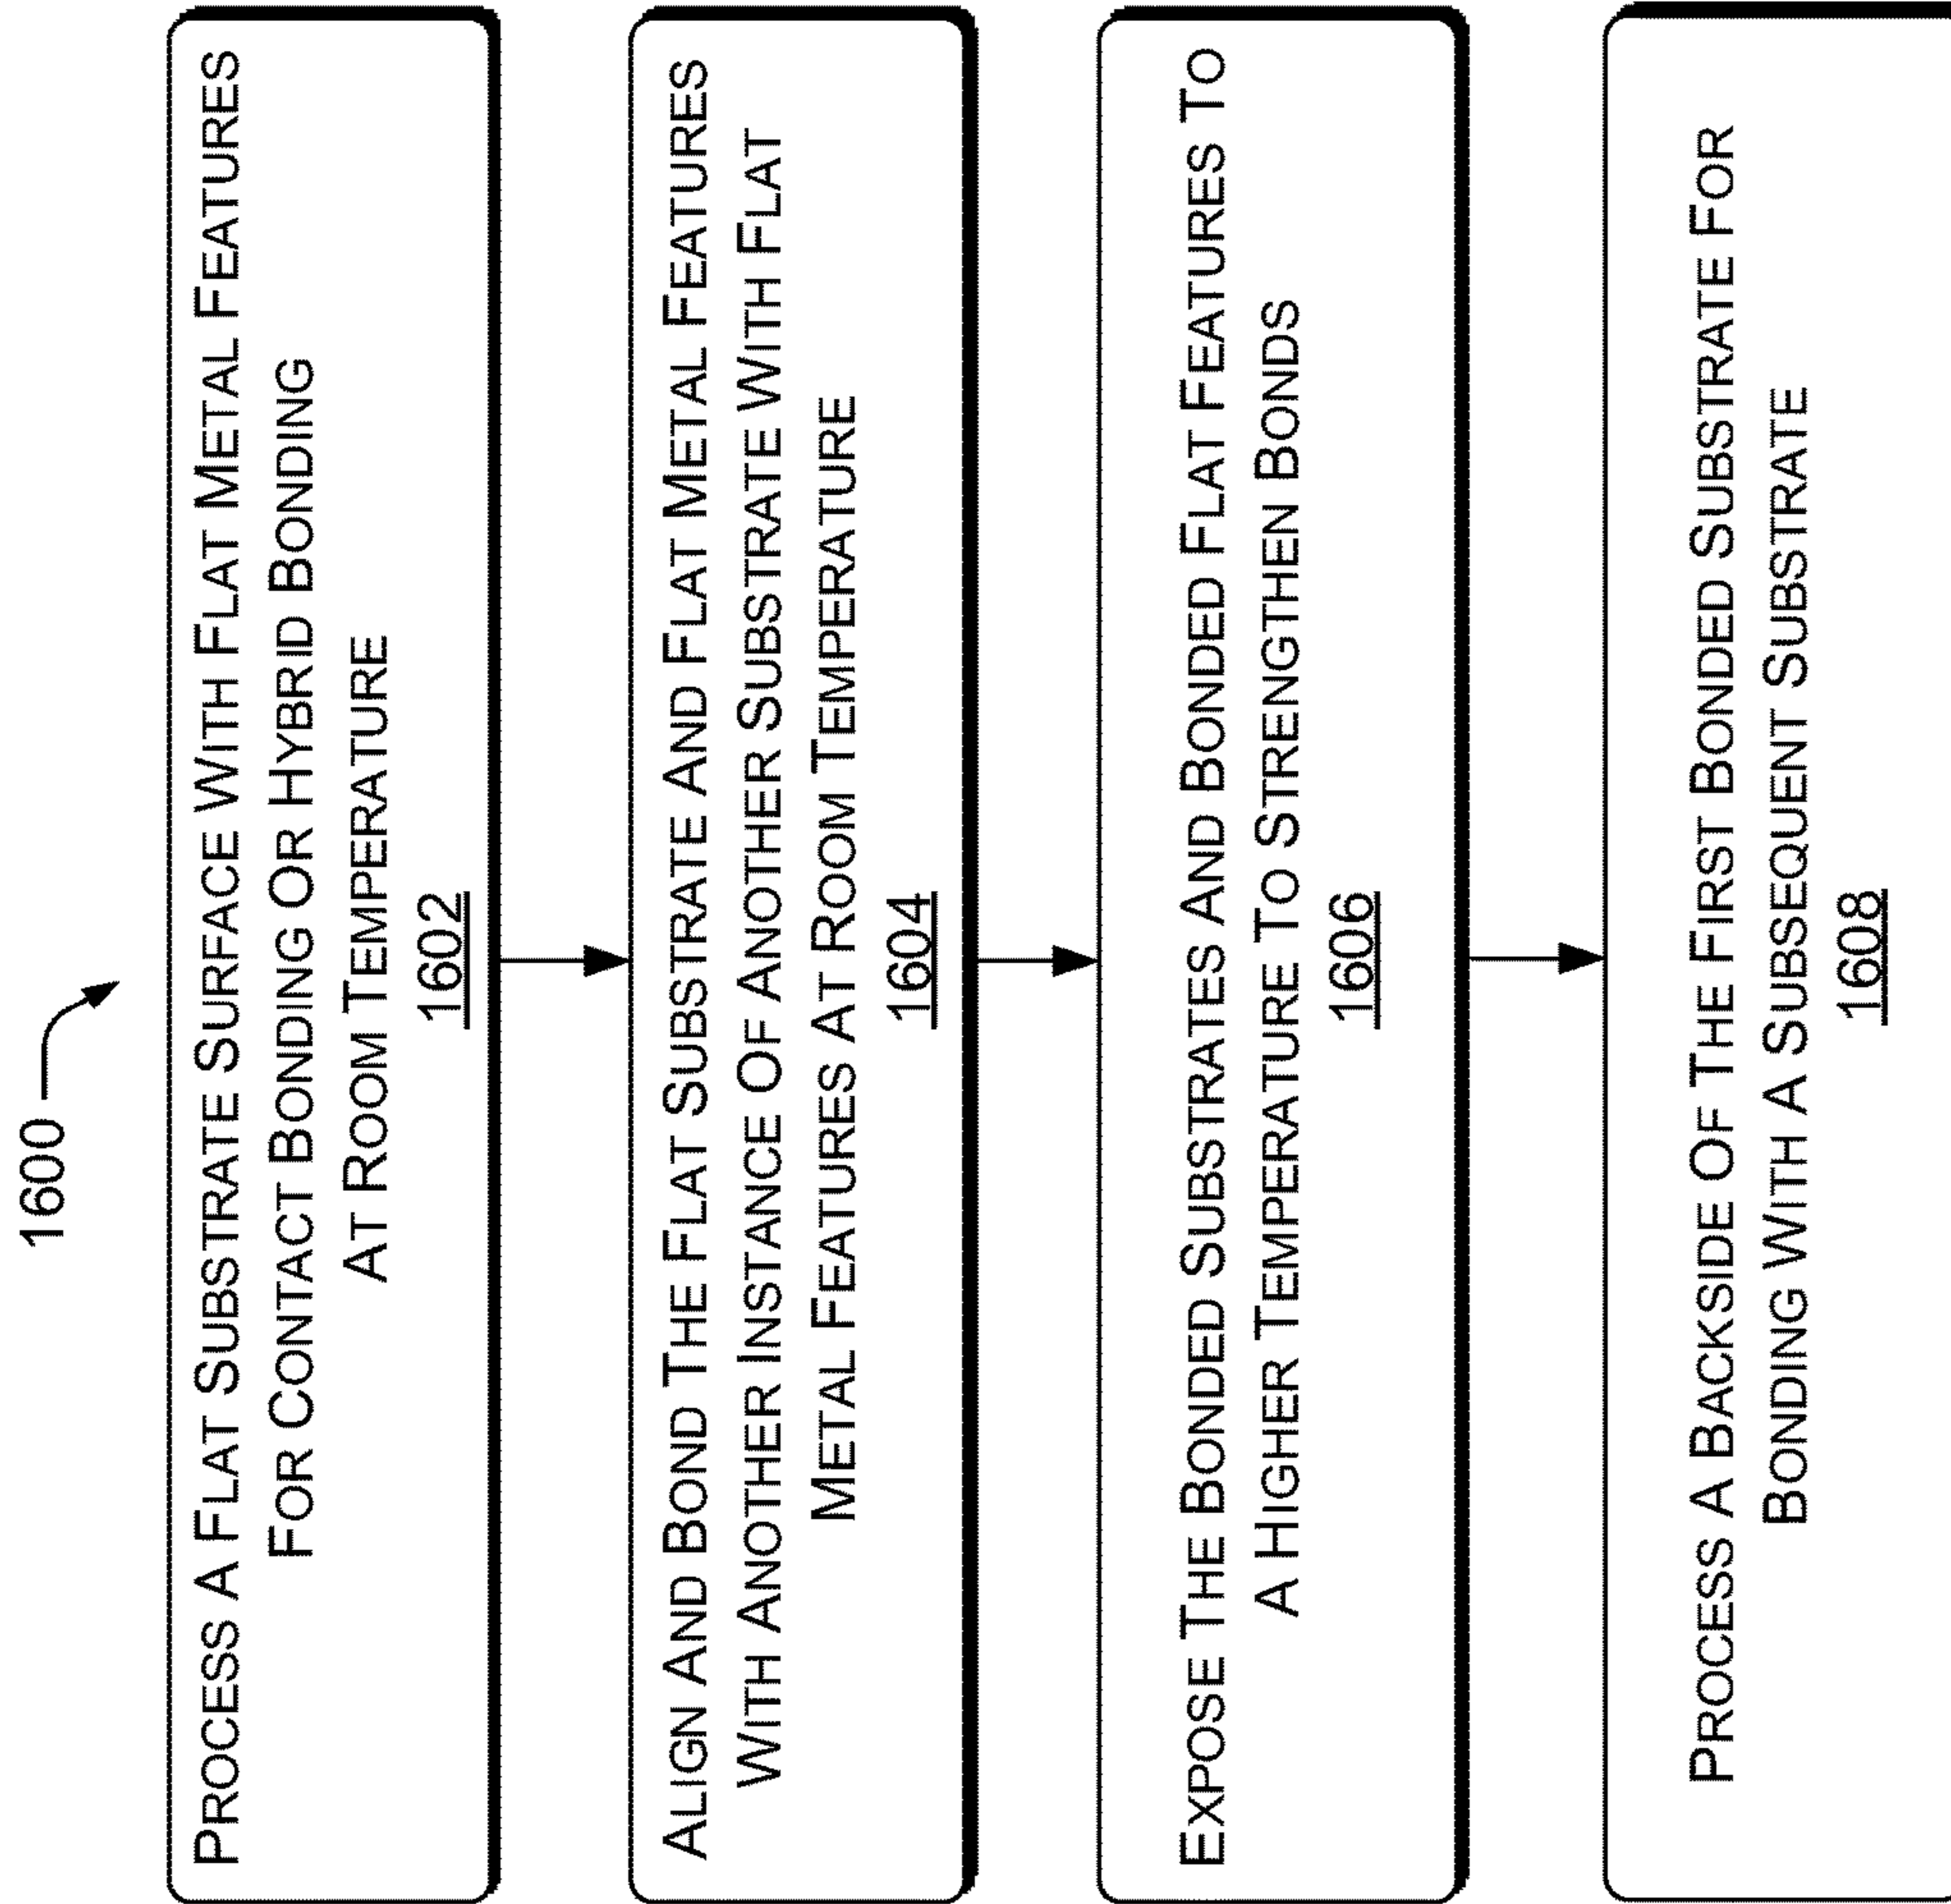 1600
PROCESS A FLAT SUBSTRATE SURFACE WITH FLAT METAL FEATURES
FOR CONTACT BONDING OR HYBRID BONDING
AT ROOM TEMPERATURE
1602
ALIGN AND BOND THE FLAT SUBSTRATE AND FLAT METAL FEATURES
WITH ANOTHER INSTANCE OF ANOTHER SUBSTRATE WITH FLAT
METAL FEATURES AT ROOM TEMPERATURE
1604
EXPOSE THE BONDED SUBSTRATES AND BONDED FLAT FEATURES TO
A HIGHER TEMPERATURE TO STRENGTHEN BONDS
1606
PROCESS A BACKSIDE OF THE FIRST BONDED SUBSTRATE FOR
BONDING WITH A SUBSEQUENT SUBSTRATE
1608